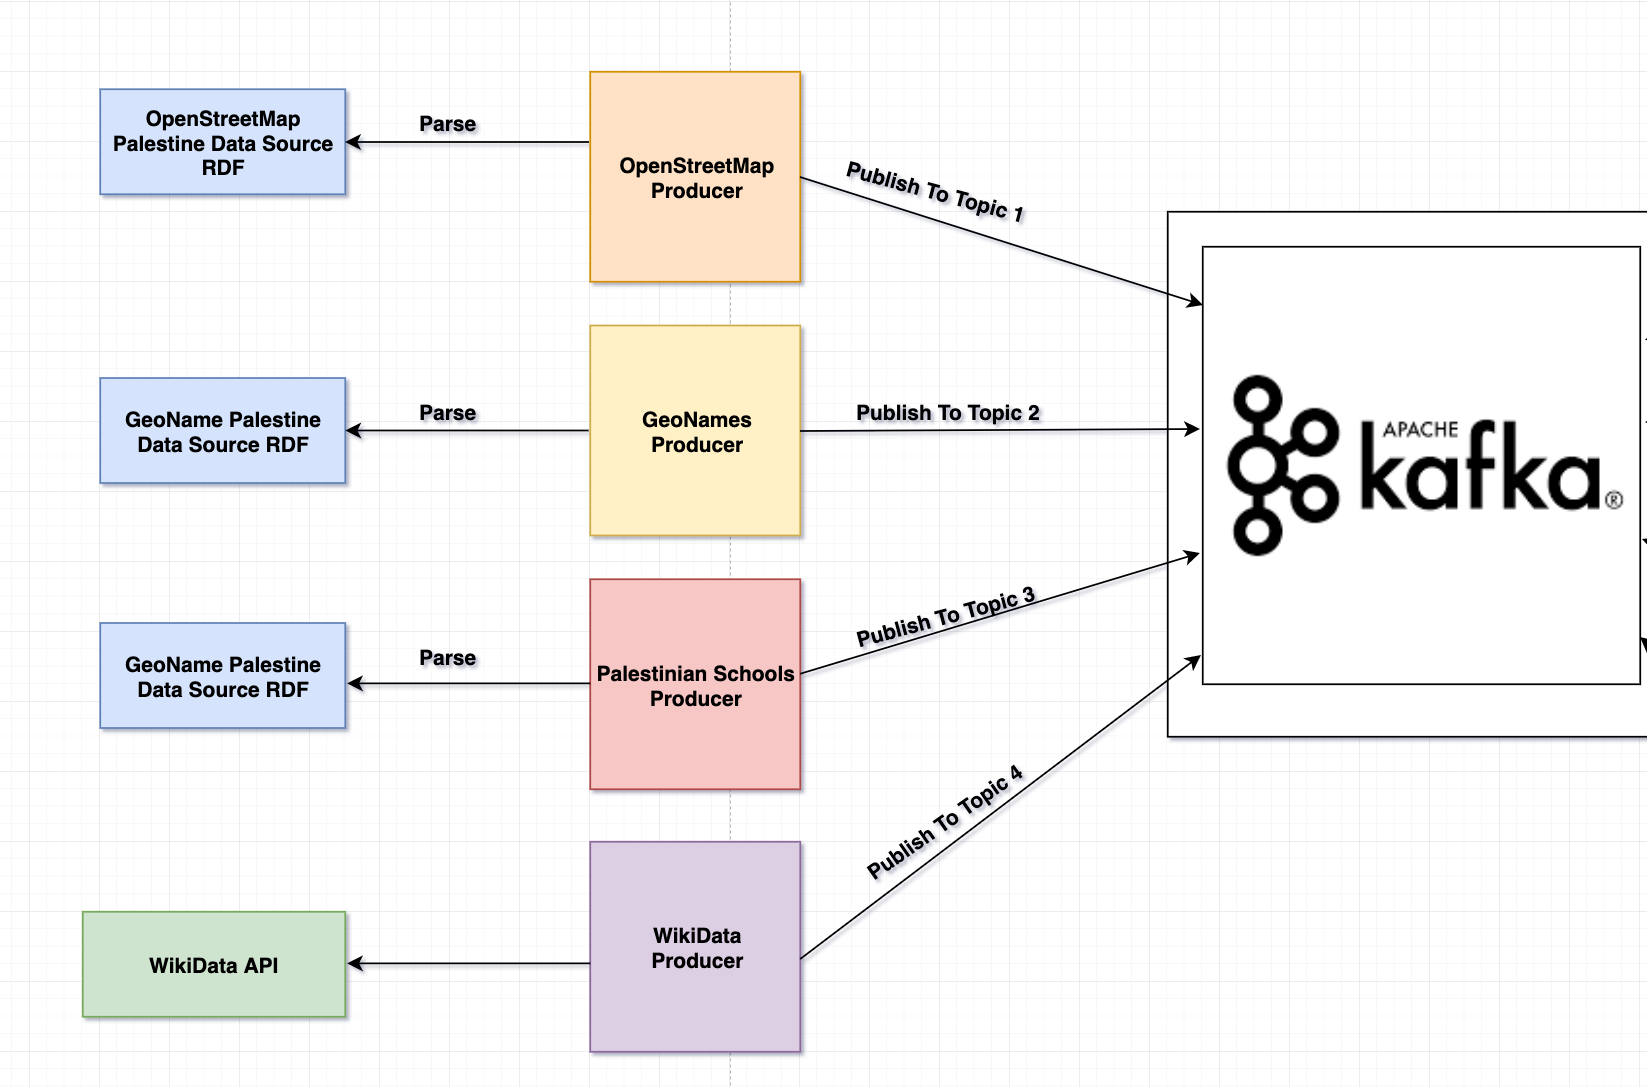 OpenStreetMap
Palestine Data Source
RDF
Parse
OpenStreetMap
Producer
Publish To Topic 1
GeoName Palestine
Data Source RDF
Parse
GeoNames
Producer
Publish To Topic 2
APACHE
kafka®
GeoName Palestine
Data Source RDF
Parse
Palestinian Schools
Producer
Publish To Topic 3
WikiData API
WikiData
Producer
Publish To Topic 4